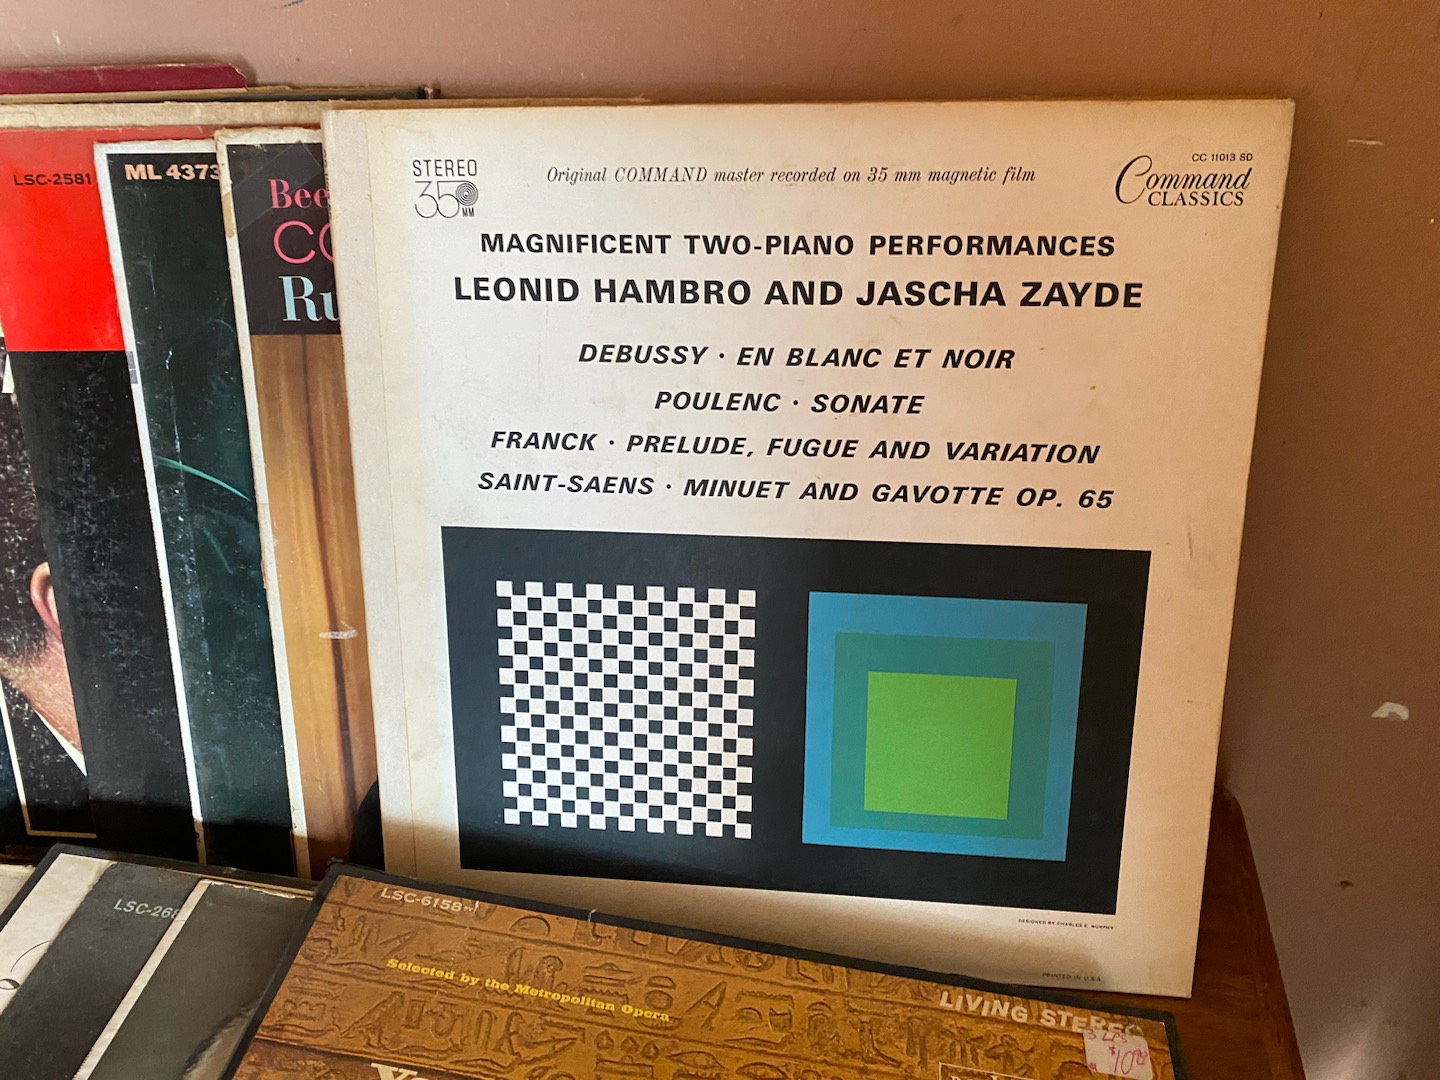 LSC-2581
ML 4373
Bee
STEREO
35
MM
Original COMMAND master recorded on 35 mm magnetic film
CC 11013 SD
Command
CLASSICS
MAGNIFICENT TWO-PIANO PERFORMANCES
LEONID HAMBRO AND JASCHA ZAYDE
DEBUSSY · EN BLANC ET NOIR
POULENC · SONATE
FRANCK · PRELUDE, FUGUE AND VARIATION
SAINT-SAENS · MINUET AND GAVOTTE OP. 65
DESIGNED BY CHARLES E. MURPHY
PRINTED IN U.S.A.
LSC-268
LSC-6158
Selected by the Metropolitan Opera
LIVING STEREO
3 LPS